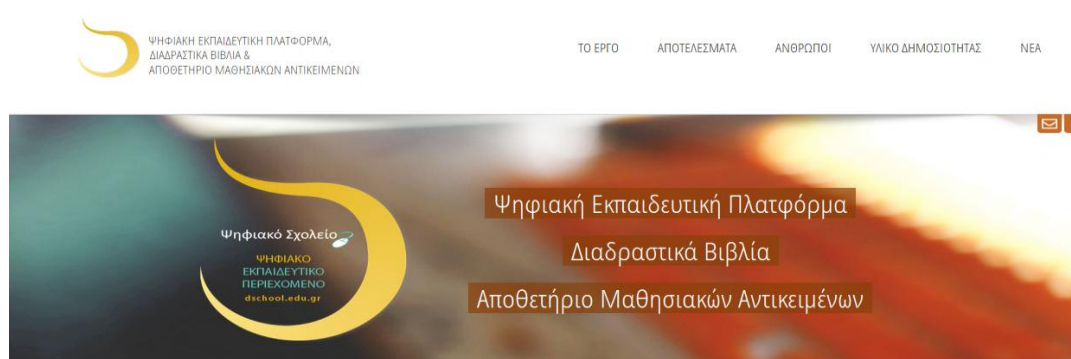 ΨΗΦΙΑΚΗ ΕΚΠΑΙΔΕΥΤΙΚΗ ΠΛΑΤΦΟΡΜΑ,
ΔΙΑΔΡΑΣΤΙΚΑ ΒΙΒΛΙΑ &
ΑΠΟΘΕΤΗΡΙΟ ΜΑΘΗΣΙΑΚΩΝ ΑΝΤΙΚΕΙΜΕΝΩΝ
ΤΟ ΕΡΓΟ ΑΠΟΤΕΛΕΣΜΑΤΑ ΑΝΘΡΩΠΟΙ ΥΛΙΚΟ ΔΗΜΟΣΙΟΤΗΤΑΣ ΝΕΑ
Ψηφιακό Σχολείο
ΨΗΦΙΑΚΟ
ΕΚΠΑΙΔΕΥΤΙΚΟ
ΠΕΡΙΕΧΟΜΕΝΟ
dschool.edu.gr
Ψηφιακή Εκπαιδευτική Πλατφόρμα
Διαδραστικά Βιβλία
Αποθετήριο Μαθησιακών Αντικειμένων